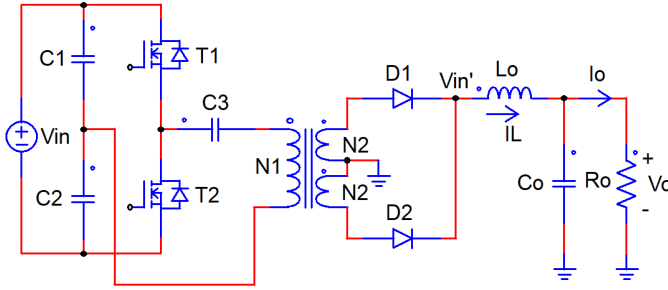 C1
T1
Vin
C3
C2
T2
N1
N2
N2
D1
D2
Vin'
Lo
IL
Io
Co
Ro
+
Vo
-